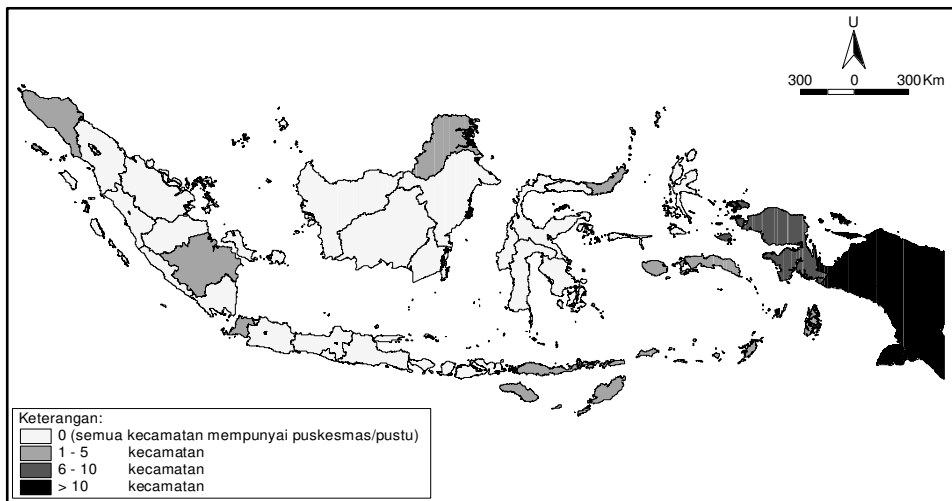 U
300 0 300 Km
Keterangan:
0 (semua kecamatan mempunyai puskesmas/pustu)
1 - 5 kecamatan
6 - 10 kecamatan
> 10 kecamatan